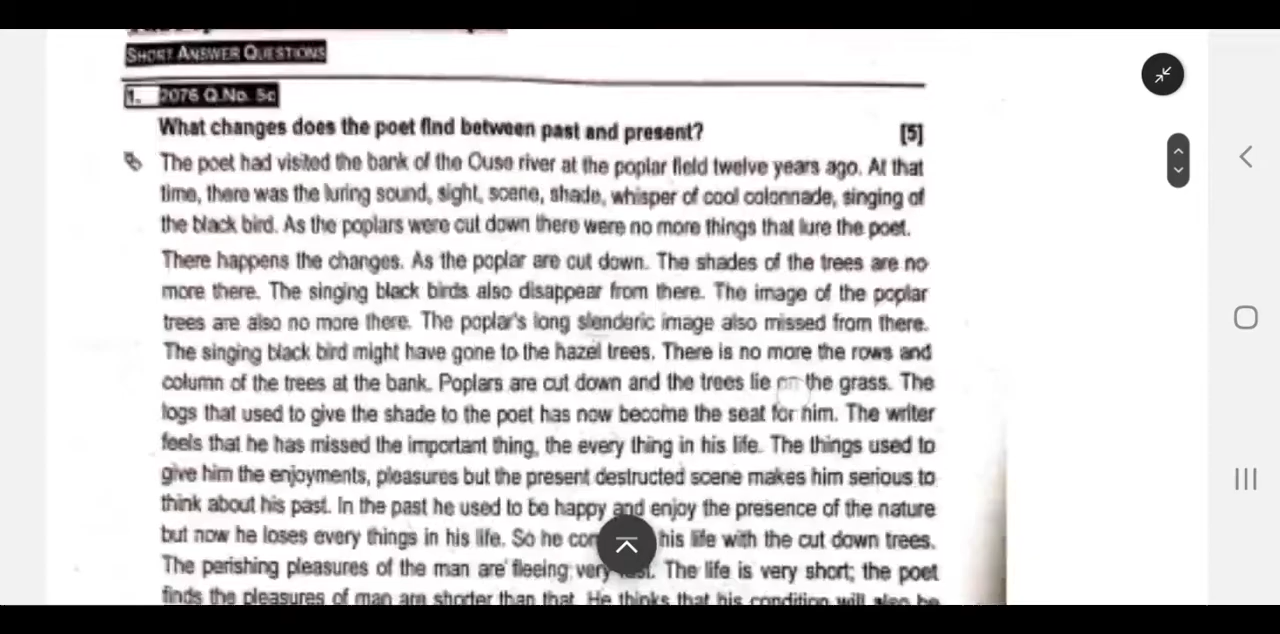 SHORT ANSWER QUESTIONS
1. 2076 Q.No. 5c
What changes does the poet find between past and present? [5]
The poet had visited the bank of the Ouse river at the poplar field twelve years ago. At that
time, there was the luring sound, sight, scene, shade, whisper of cool colonnade, singing of
the black bird. As the poplars were cut down there were no more things that lure the poet.
There happens the changes. As the poplar are cut down. The shades of the trees are no
more there. The singing black birds also disappear from there. The image of the poplar
trees are also no more there. The poplar's long slenderic image also missed from there.
The singing black bird might have gone to the hazel trees. There is no more the rows and
column of the trees at the bank. Poplars are cut down and the trees lie on the grass. The
logs that used to give the shade to the poet has now become the seat for him. The writer
feels that he has missed the important thing, the every thing in his life. The things used to
give him the enjoyments, pleasures but the present destructed scene makes him serious to
think about his past. In the past he used to be happy and enjoy the presence of the nature
but now he loses every things in his life. So he his life with the cut down trees.
The perishing pleasures of the man are fleeing very The life is very short; the poet
finds the pleasures of man are shorter than that. He thinks that his condition will also be